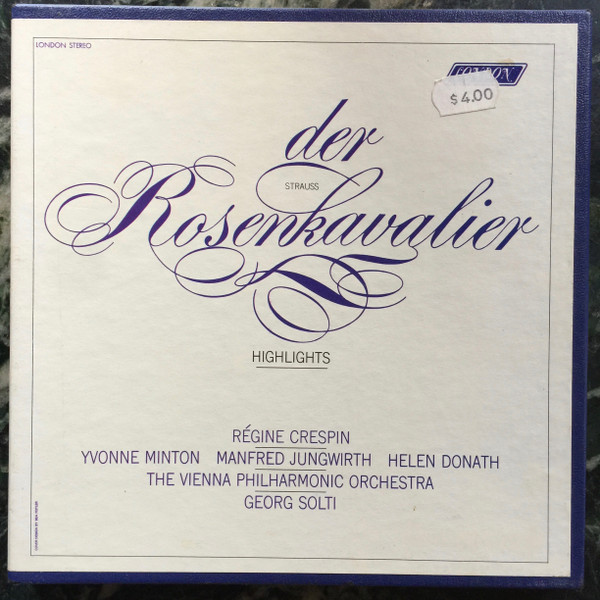 LONDON STEREO
LONDON
$4.00
der
STRAUSS
Rosenkavalier
HIGHLIGHTS
RÉGINE CRESPIN
YVONNE MINTON MANFRED JUNGWIRTH HELEN DONATH
THE VIENNA PHILHARMONIC ORCHESTRA
GEORG SOLTI